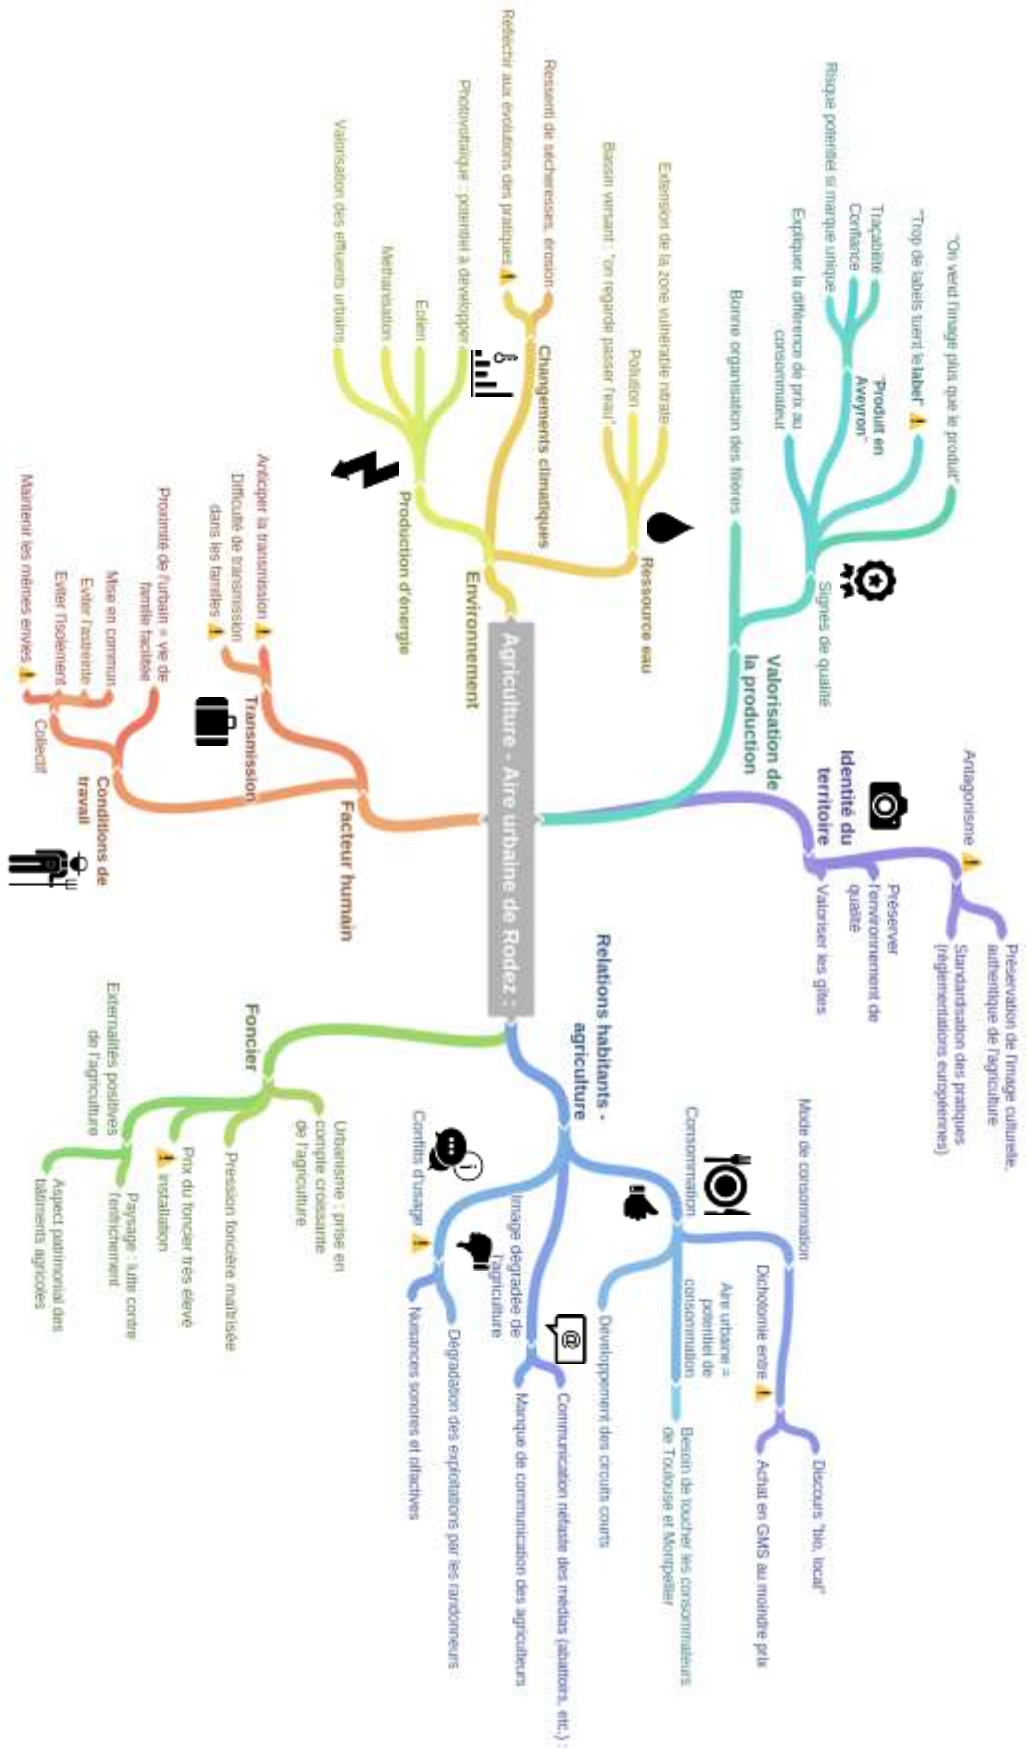 Agriculture - Aire urbaine de Rodez :
Valorisation de
la production
Signes de qualité
"On vend l'image plus que le produit"
"Trop de labels tuent le label"
"Produit en
Aveyron"
Traçabilité
Confiance
Risque potentiel si marque unique
Expliquer la différence de prix au
consommateur
Bonne organisation des filières
Identité du
territoire
Antagonisme
Préservation de l'image culturelle,
authentique de l'agriculture
Standardisation des pratiques
(réglementations européennes)
Préserver
l'environnement de
qualité
Valoriser les gîtes
Relations habitants -
agriculture
Consommation
Mode de consommation
Dichotomie entre
Discours "bio, local"
Achat en GMS au moindre prix
Aire urbaine =
potentiel de
consommation
Besoin de toucher les consommateurs
de Toulouse et Montpellier
Développement des circuits courts
Image dégradée de
l'agriculture
Communication néfaste des médias (abattoirs, etc.) :
Manque de communication des agriculteurs
Conflits d'usage
Dégradation des exploitations par les randonneurs
Nuisances sonores et olfactives
Foncier
Urbanisme : prise en
compte croissante
de l'agriculture
Pression foncière maîtrisée
Prix du foncier très élevé
Installation
Externalités positives
de l'agriculture
Paysage : lutte contre
l'enfrichement
Aspect patrimonial des
bâtiments agricoles
Environnement
Ressource eau
Extension de la zone vulnérable nitrate
Pollution
Bassin versant : "on regarde passer l'eau"
Changements climatiques
Ressenti de sécheresses, érosion
Réfléchir aux évolutions des pratiques
Production d'énergie
Photovoltaïque : potentiel à développer
Eolien
Méthanisation
Valorisation des effluents urbains
Facteur humain
Transmission
Anticiper la transmission
Difficulté de transmission
dans les familles
Conditions de
travail
Proximité de l'urbain = vie de
famille facilitée
Collectif
Mise en commun
Eviter l'astreinte
Eviter l'isolement
Maintenir les mêmes envies